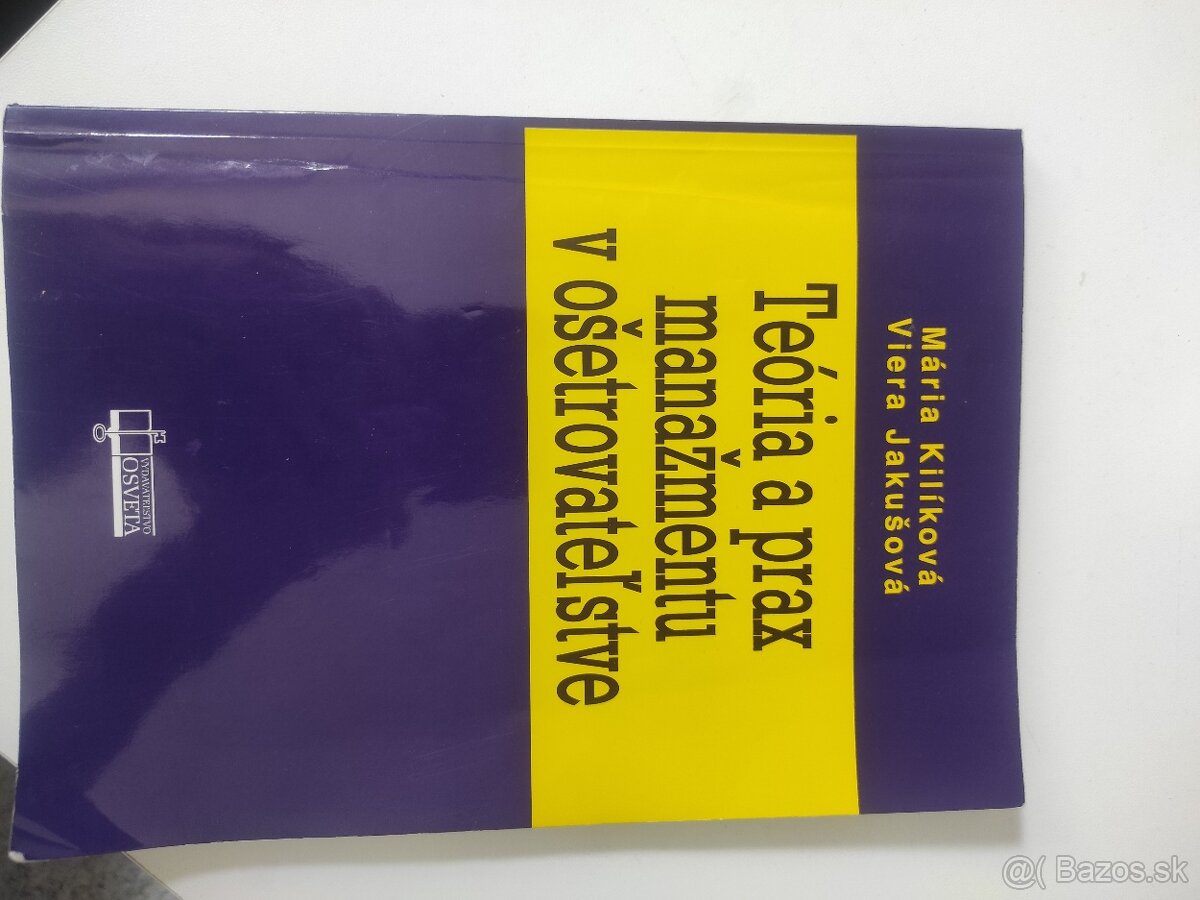 Mária Kilíková
Viera Jakušová
Teória a prax
manažmentu
v ošetrovateľstve
VYDAVATEĽSTVO
OSVETA
@( Bazos.sk